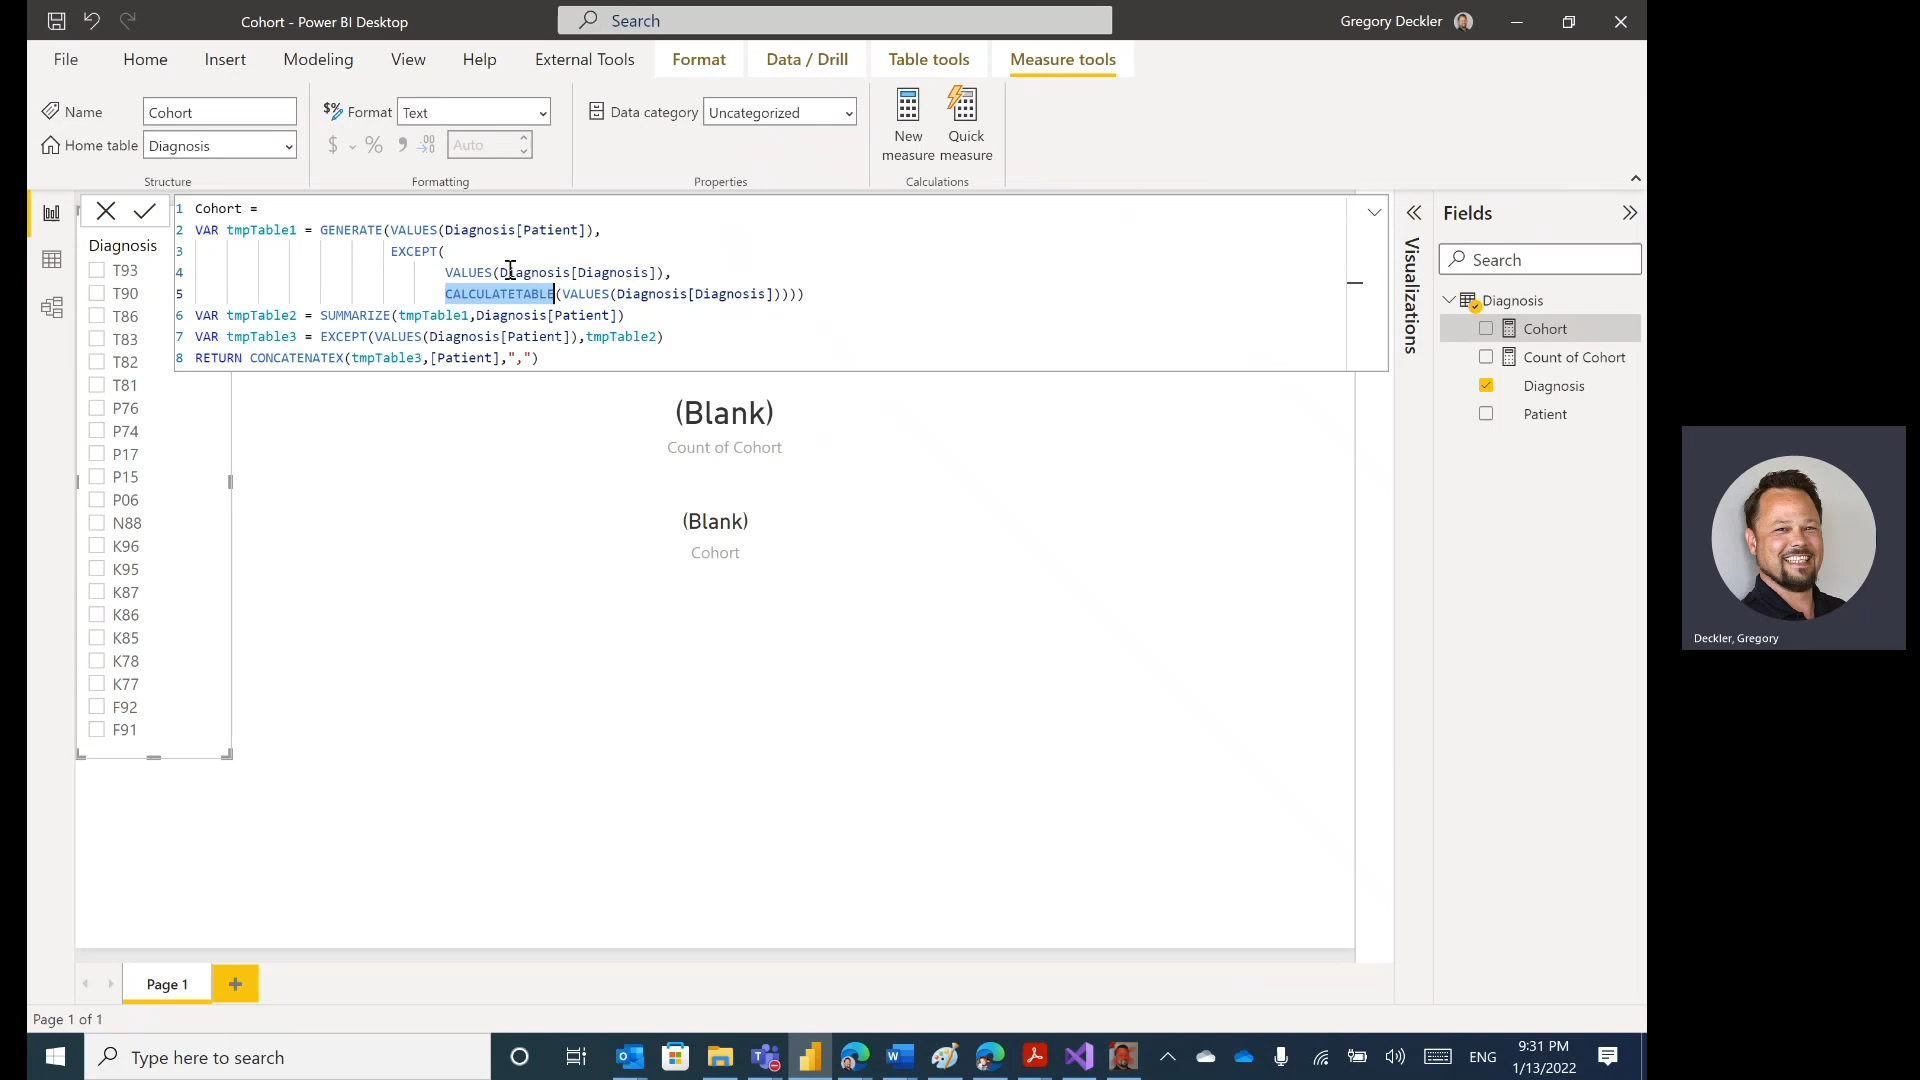 Cohort - Power BI Desktop
Search
Gregory Deckler
File Home Insert Modeling View Help External Tools Format Data / Drill Table tools Measure tools
Name Cohort
$% Format Text
Data category Uncategorized
New measure
Quick measure
Home table Diagnosis
$ % , .00 Auto
Structure Formatting Properties Calculations
1 Cohort =
2 VAR tmpTable1 = GENERATE(VALUES(Diagnosis[Patient]),
3 EXCEPT(
4 VALUES(Diagnosis[Diagnosis]),
5 CALCULATETABLE(VALUES(Diagnosis[Diagnosis]))))
6 VAR tmpTable2 = SUMMARIZE(tmpTable1,Diagnosis[Patient])
7 VAR tmpTable3 = EXCEPT(VALUES(Diagnosis[Patient]),tmpTable2)
8 RETURN CONCATENATEX(tmpTable3,[Patient],",")
Diagnosis
T93
T90
T86
T83
T82
T81
P76
P74
P17
P15
P06
N88
K96
K95
K87
K86
K85
K78
K77
F92
F91
(Blank)
Count of Cohort
(Blank)
Cohort
Visualizations
Fields
Search
Diagnosis
Cohort
Count of Cohort
Diagnosis
Patient
Deckler, Gregory
Page 1
Page 1 of 1
Type here to search
ENG
9:31 PM
1/13/2022